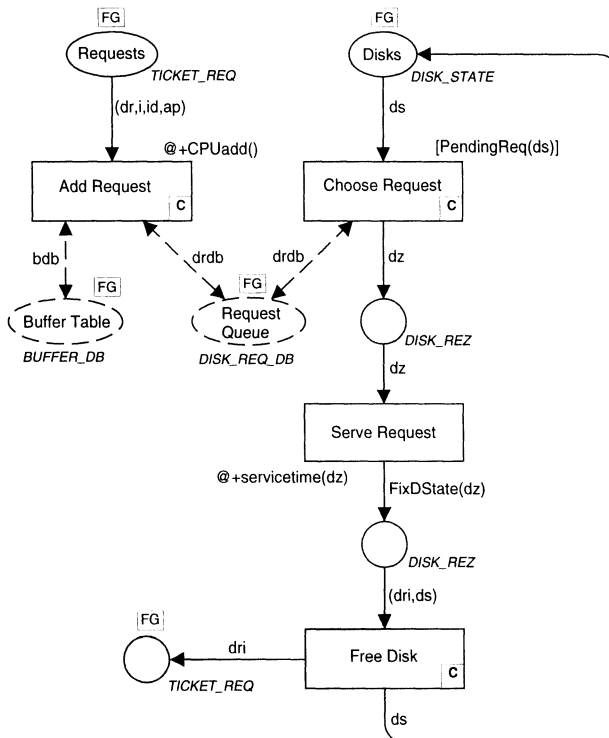 FG
Requests
TICKET_REQ
(dr,i,id,ap)
@+CPUadd()
Add Request
C
bdb
drdb
FG
Buffer Table
BUFFER_DB
FG
Disks
DISK_STATE
ds
[PendingReq(ds)]
Choose Request
C
drdb
FG
Request
Queue
DISK_REQ_DB
dz
DISK_REZ
dz
Serve Request
@+servicetime(dz)
FixDState(dz)
DISK_REZ
(dri,ds)
Free Disk
C
dri
FG
TICKET_REQ
ds